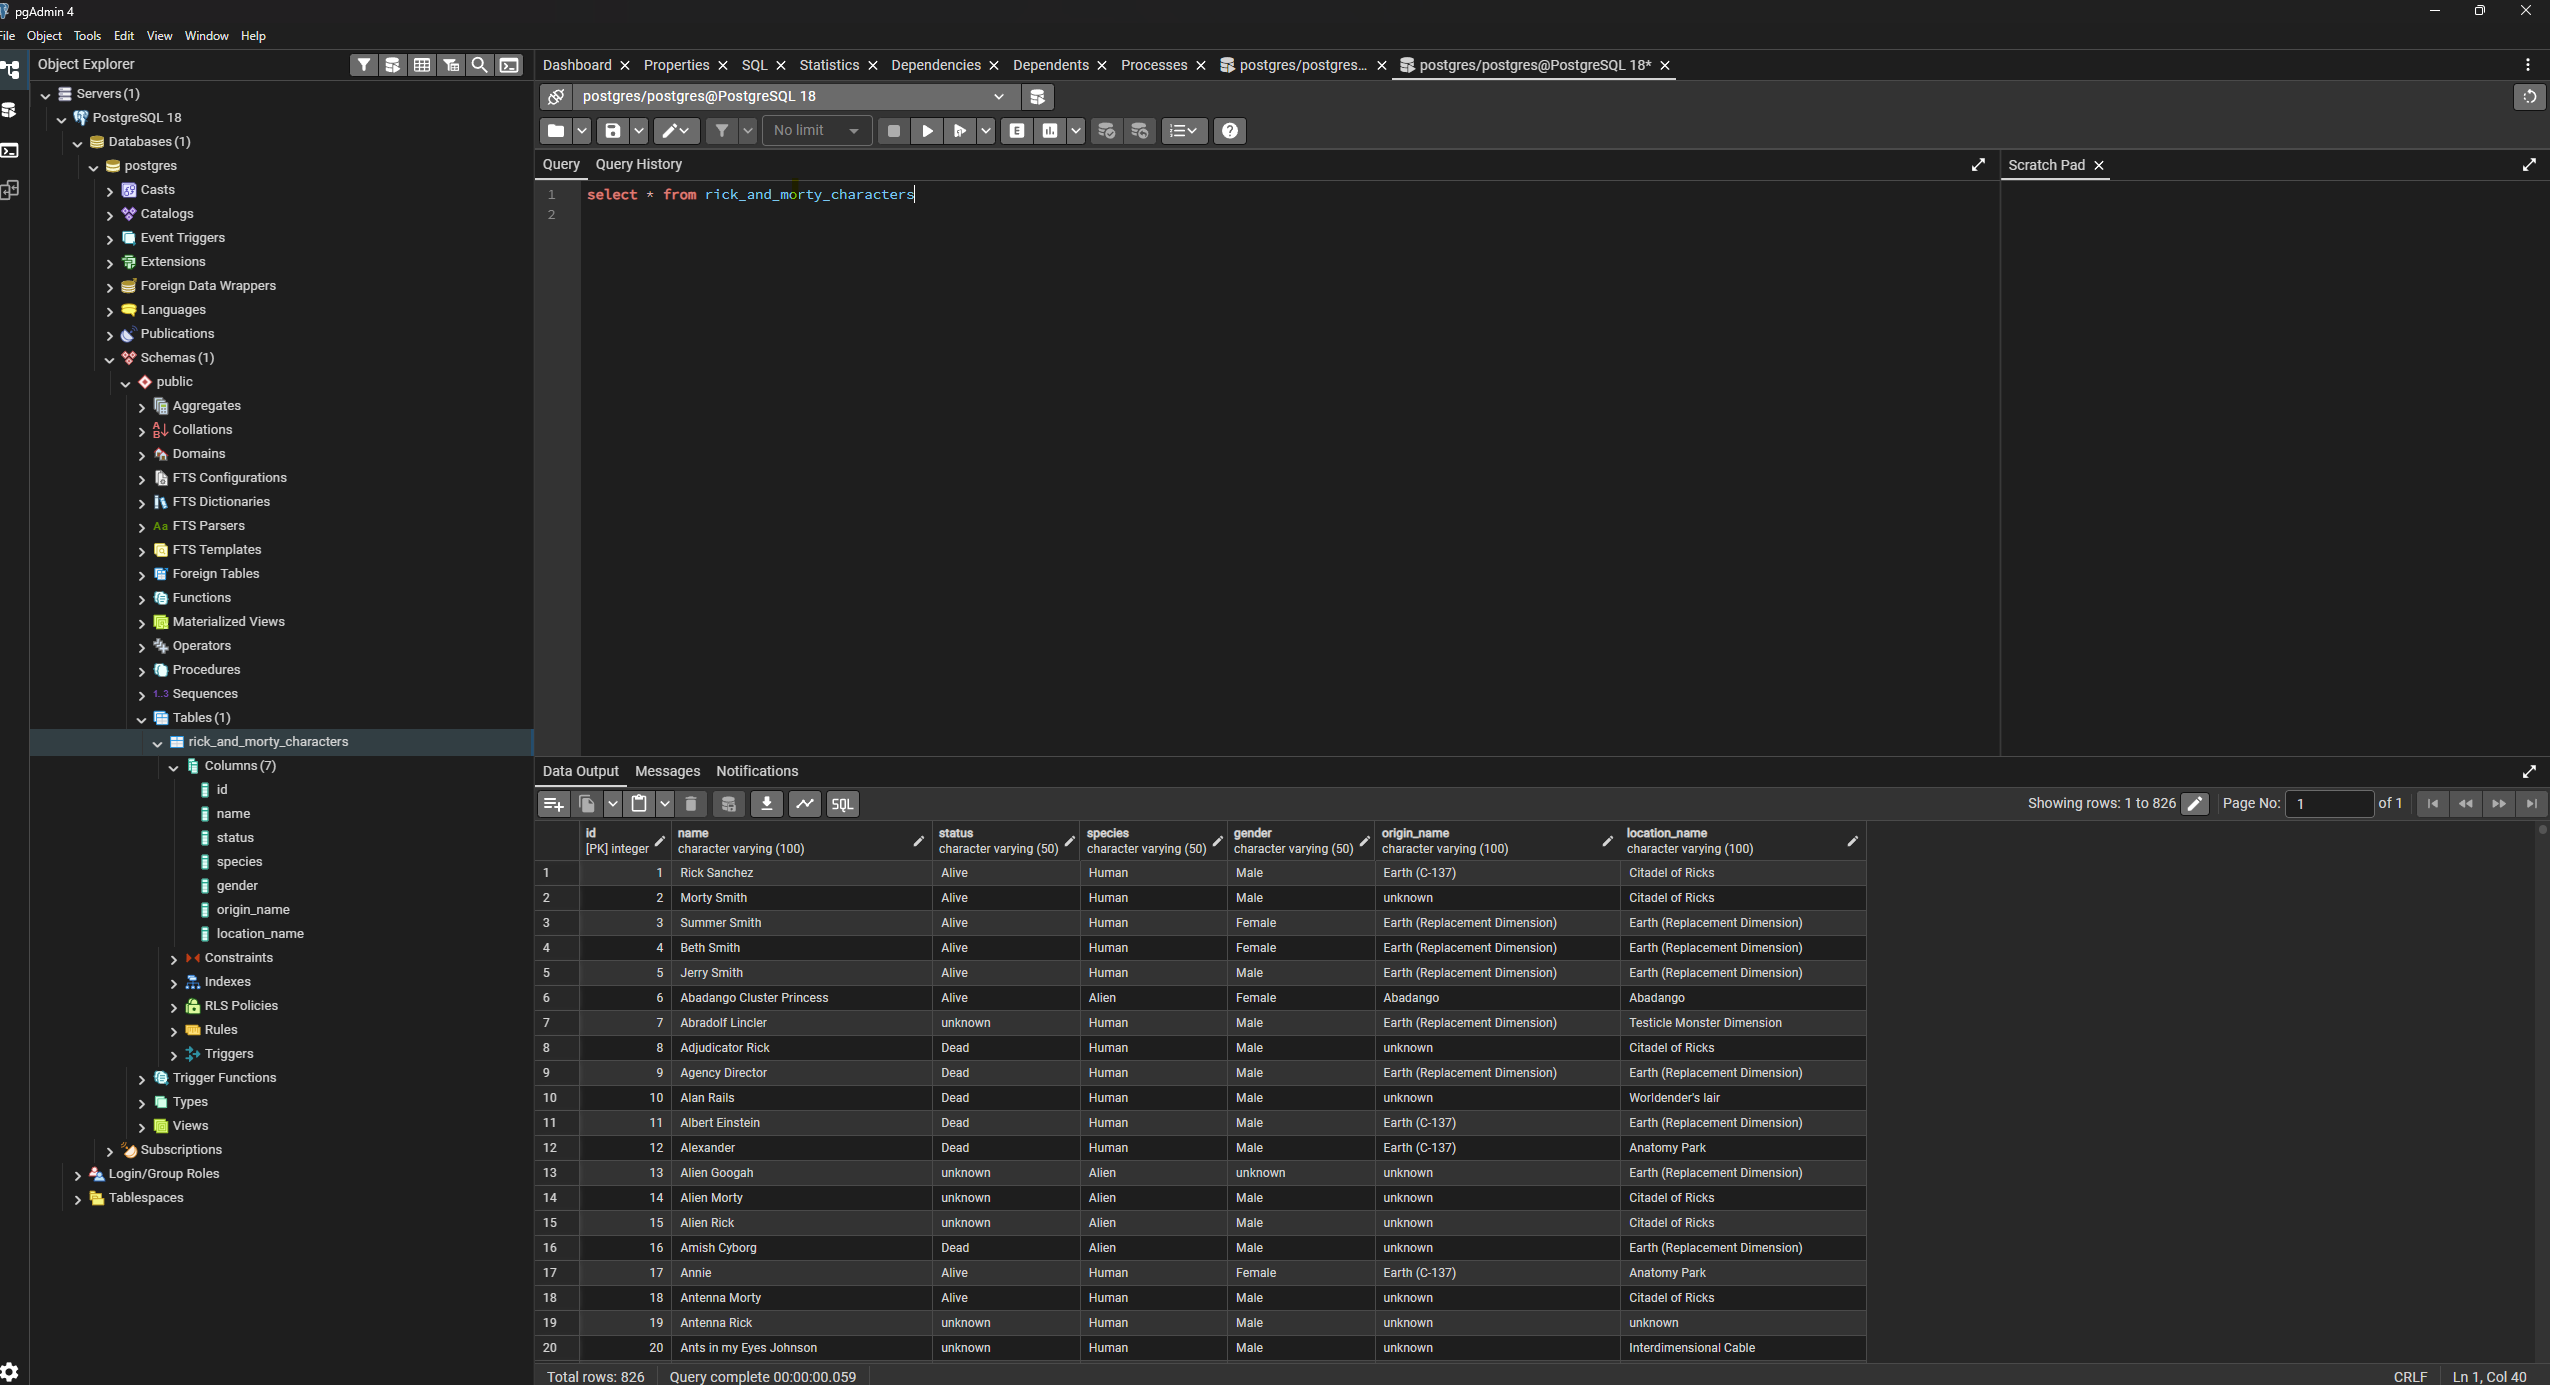 pgAdmin 4
File Object Tools Edit View Window Help
Object Explorer
Servers (1)
PostgreSQL 18
Databases (1)
postgres
Casts
Catalogs
Event Triggers
Extensions
Foreign Data Wrappers
Languages
Publications
Schemas (1)
public
Aggregates
Collations
Domains
FTS Configurations
FTS Dictionaries
Aa FTS Parsers
FTS Templates
Foreign Tables
Functions
Materialized Views
Operators
Procedures
1..3 Sequences
Tables (1)
rick_and_morty_characters
Columns (7)
id
name
status
species
gender
origin_name
location_name
Constraints
Indexes
RLS Policies
Rules
Triggers
Trigger Functions
Types
Views
Subscriptions
Login/Group Roles
Tablespaces
Dashboard Properties SQL Statistics Dependencies Dependents Processes postgres/postgres... postgres/postgres@PostgreSQL 18*
postgres/postgres@PostgreSQL 18
No limit E
Query Query History
1 select * from rick_and_morty_characters
2
Scratch Pad
Data Output Messages Notifications
SQL Showing rows: 1 to 826 Page No: 1 of 1
id name status species gender origin_name location_name
[PK] integer character varying (100) character varying (50) character varying (50) character varying (50) character varying (100) character varying (100)
1 1 Rick Sanchez Alive Human Male Earth (C-137) Citadel of Ricks
2 2 Morty Smith Alive Human Male unknown Citadel of Ricks
3 3 Summer Smith Alive Human Female Earth (Replacement Dimension) Earth (Replacement Dimension)
4 4 Beth Smith Alive Human Female Earth (Replacement Dimension) Earth (Replacement Dimension)
5 5 Jerry Smith Alive Human Male Earth (Replacement Dimension) Earth (Replacement Dimension)
6 6 Abadango Cluster Princess Alive Alien Female Abadango Abadango
7 7 Abradolf Lincler unknown Human Male Earth (Replacement Dimension) Testicle Monster Dimension
8 8 Adjudicator Rick Dead Human Male unknown Citadel of Ricks
9 9 Agency Director Dead Human Male Earth (Replacement Dimension) Earth (Replacement Dimension)
10 10 Alan Rails Dead Human Male unknown Worldender's lair
11 11 Albert Einstein Dead Human Male Earth (C-137) Earth (Replacement Dimension)
12 12 Alexander Dead Human Male Earth (C-137) Anatomy Park
13 13 Alien Googah unknown Alien unknown unknown Earth (Replacement Dimension)
14 14 Alien Morty unknown Alien Male unknown Citadel of Ricks
15 15 Alien Rick unknown Alien Male unknown Citadel of Ricks
16 16 Amish Cyborg Dead Alien Male unknown Earth (Replacement Dimension)
17 17 Annie Alive Human Female Earth (C-137) Anatomy Park
18 18 Antenna Morty Alive Human Male unknown Citadel of Ricks
19 19 Antenna Rick unknown Human Male unknown unknown
20 20 Ants in my Eyes Johnson unknown Human Male unknown Interdimensional Cable
Total rows: 826 Query complete 00:00:00.059 CRLF Ln 1, Col 40